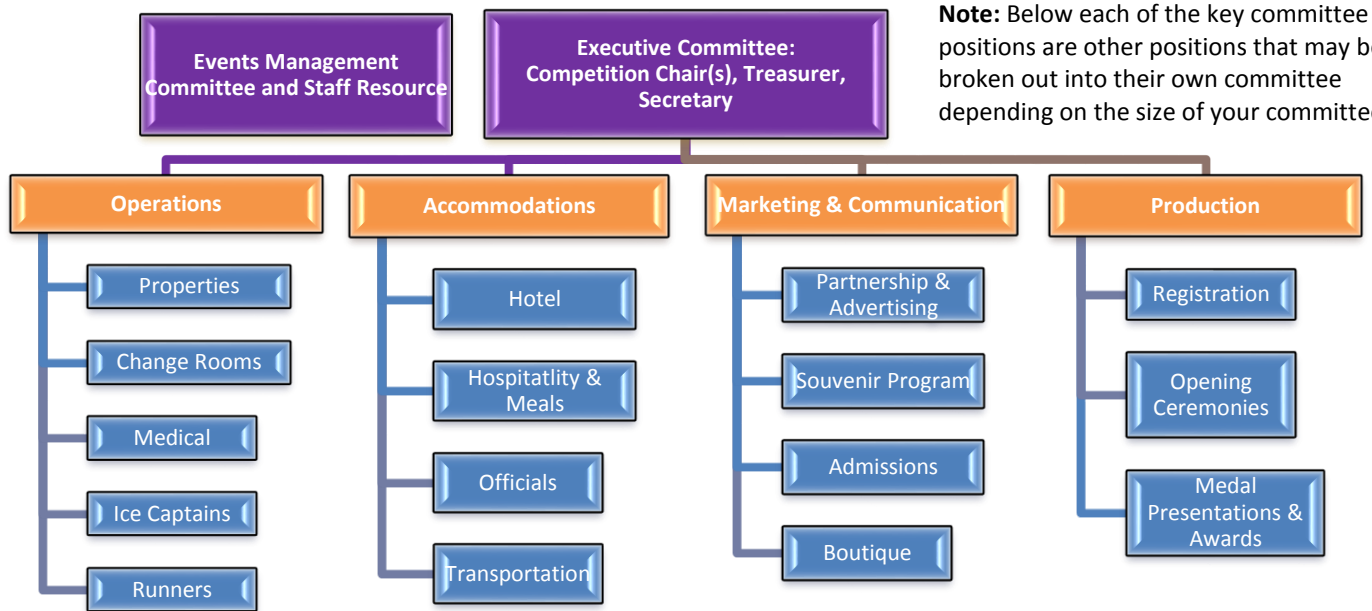 Events Management
Committee and Staff Resource
Executive Committee:
Competition Chair(s), Treasurer,
Secretary
Note: Below each of the key committee
positions are other positions that may b
broken out into their own committee
depending on the size of your committe
Operations
Properties
Change Rooms
Medical
Ice Captains
Runners
Accommodations
Hotel
Hospitatlity &
Meals
Officials
Transportation
Marketing & Communication
Partnership &
Advertising
Souvenir Program
Admissions
Boutique
Production
Registration
Opening
Ceremonies
Medal
Presentations &
Awards